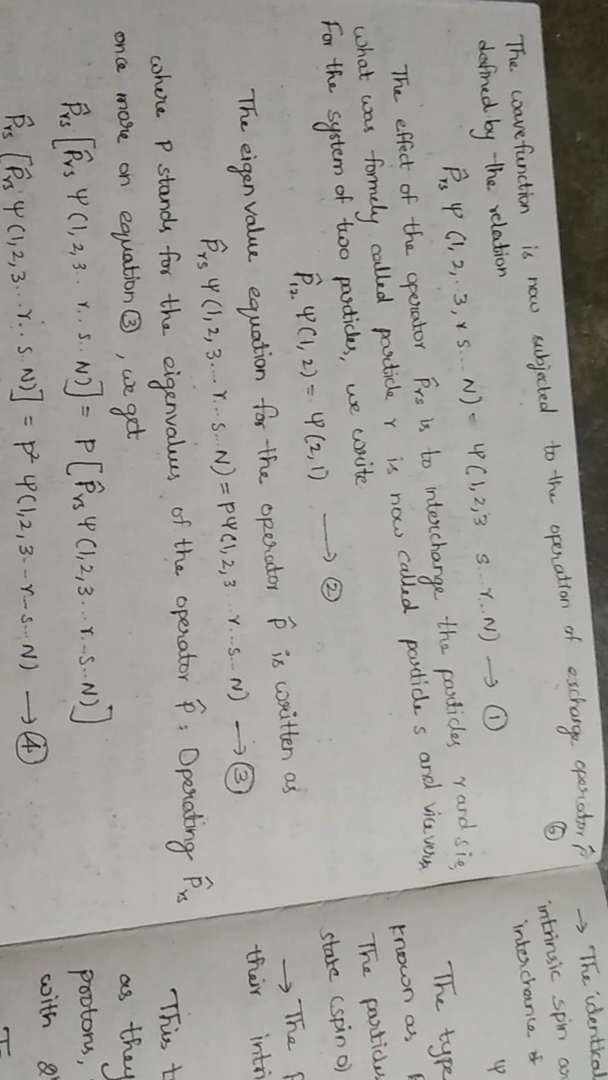 The wavefunction is now subjected to the operation of exchange operator P̂
⑥
defined by the relation
P̂rs ψ (1, 2, . 3, r s... N) = ψ (1,2,3 s... r.. N) → ①
The effect of the operator P̂rs is to interchange the particles r and s ie,
what was formely called particle r is now called particle s and vice vers
For the system of two particles, we write
P̂12 ψ(1, 2) = ψ(2, 1) → ②
The eigen value equation for the operator P̂ is written as
P̂rs ψ (1, 2, 3... r... s... N) = Pψ(1, 2, 3 .. r.. s... N) → ③
where P stands for the eigenvalues of the operator P̂; Operating P̂rs
once more on equation ③, we get
P̂rs [P̂rs ψ (1, 2, 3. . r. .. s.. N)] = P [P̂rs ψ (1, 2, 3... r.. s... N)]
P̂rs [P̂rs ψ (1, 2, 3... r... s... N)] = P² ψ(1, 2, 3 -- r -- s... N) → ④
→ The identical
intrinsic spin
interchange
ψ
The type
known as
The particles
state (spin 0)
→ The
their intri
This
as they
protons,
with